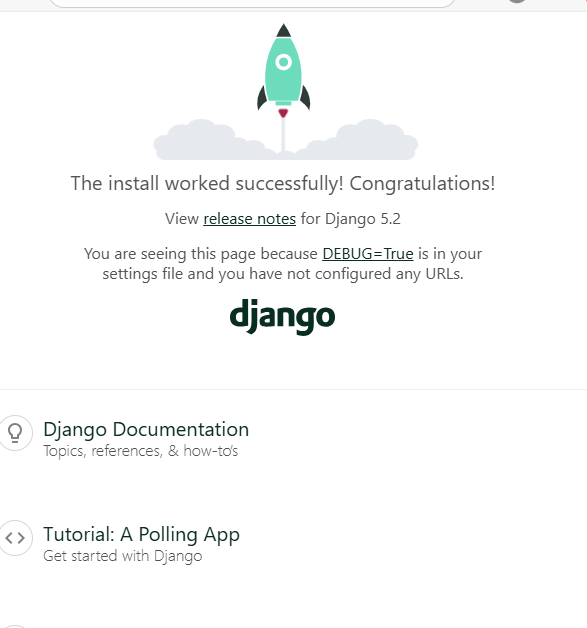 The install worked successfully! Congratulations!
View release notes for Django 5.2
You are seeing this page because DEBUG=True is in your
settings file and you have not configured any URLs.
django
Django Documentation
Topics, references, & how-to’s
Tutorial: A Polling App
Get started with Django